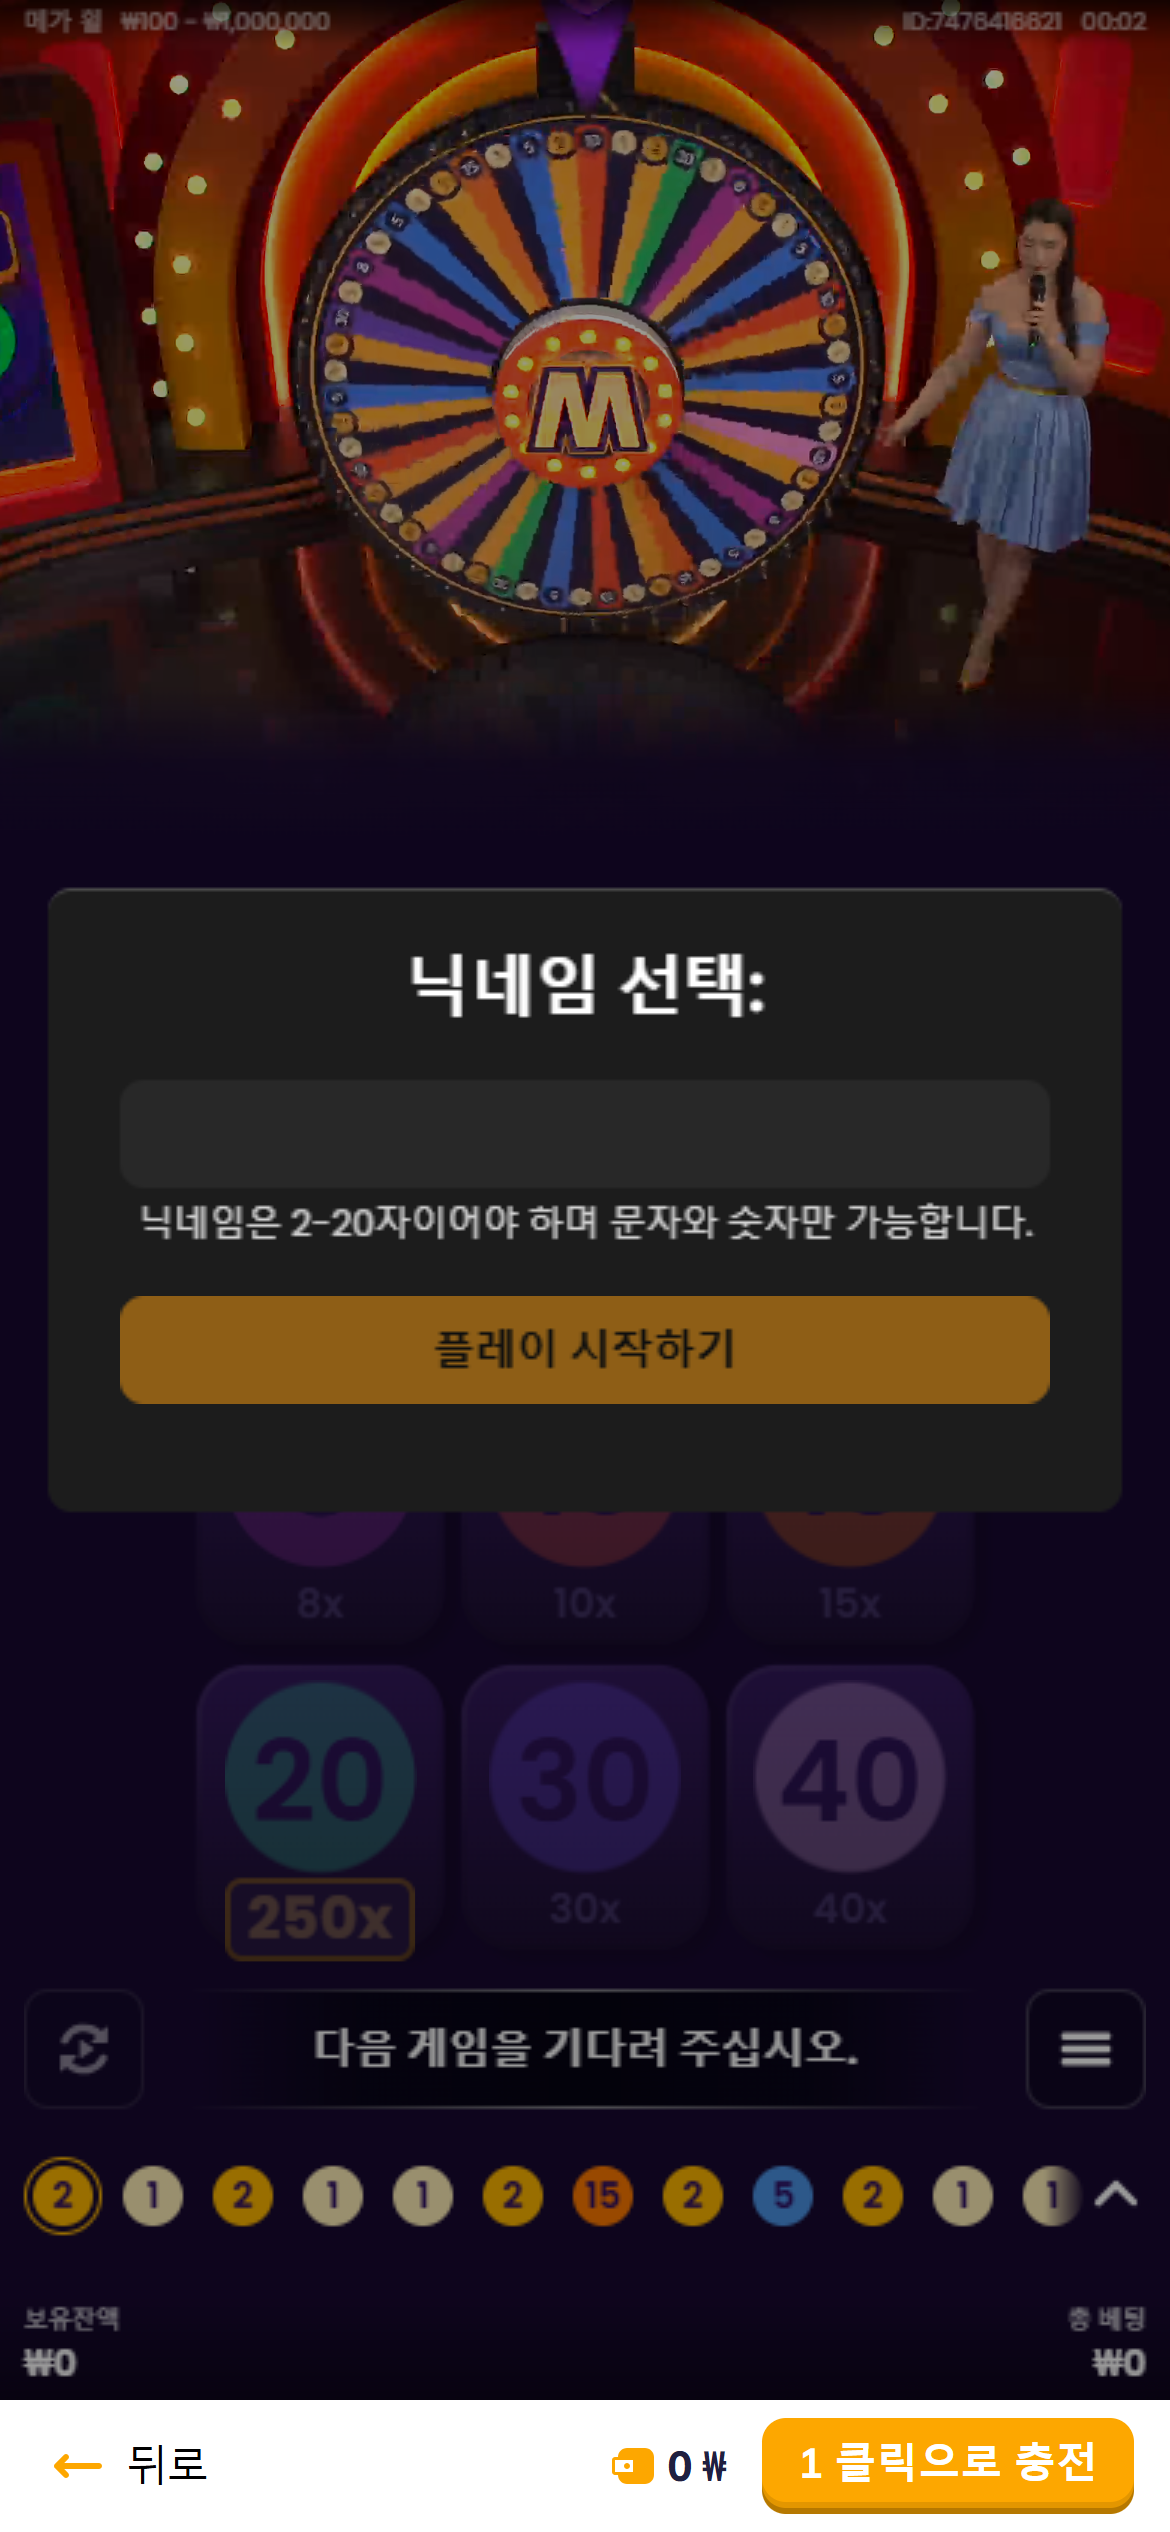 메가 휠 ₩100 - ₩1,000,000 ID:7476416621 00:02
M
닉네임 선택:
닉네임은 2-20자이어야 하며 문자와 숫자만 가능합니다.
플레이 시작하기
8x 10x 15x
20 30 40
250x 30x 40x
다음 게임을 기다려 주십시오.
2 1 2 1 1 2 15 2 5 2 1 1
보유잔액 총 베팅
₩0 ₩0
뒤로 0 ₩ 1 클릭으로 충전